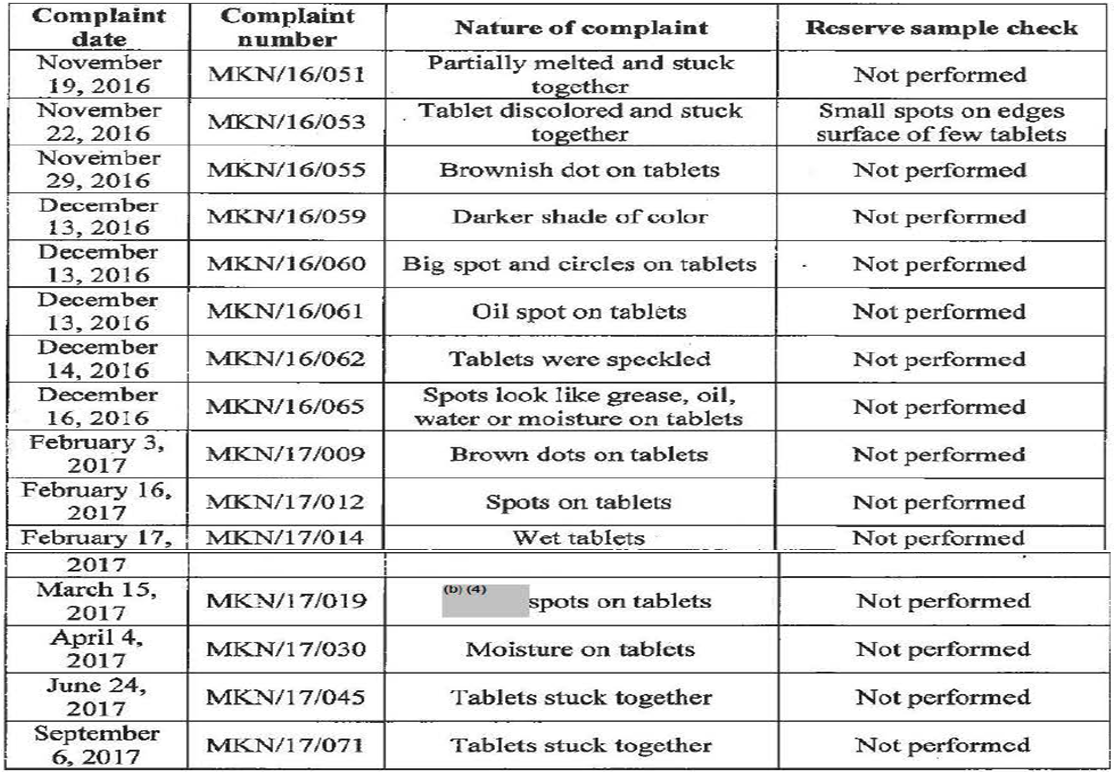 Complaint date Complaint number Nature of complaint Reserve sample check
November 19, 2016 MKN/16/051 Partially melted and stuck together Not performed
November 22, 2016 MKN/16/053 Tablet discolored and stuck together Small spots on edges surface of few tablets
November 29, 2016 MKN/16/055 Brownish dot on tablets Not performed
December 13, 2016 MKN/16/059 Darker shade of color Not performed
December 13, 2016 MKN/16/060 Big spot and circles on tablets Not performed
December 13, 2016 MKN/16/061 Oil spot on tablets Not performed
December 14, 2016 MKN/16/062 Tablets were speckled Not performed
December 16, 2016 MKN/16/065 Spots look like grease, oil, water or moisture on tablets Not performed
February 3, 2017 MKN/17/009 Brown dots on tablets Not performed
February 16, 2017 MKN/17/012 Spots on tablets Not performed
February 17, MKN/17/014 Wet tablets Not performed
2017
March 15, 2017 MKN/17/019 (b) (4) spots on tablets Not performed
April 4, 2017 MKN/17/030 Moisture on tablets Not performed
June 24, 2017 MKN/17/045 Tablets stuck together Not performed
September 6, 2017 MKN/17/071 Tablets stuck together Not performed